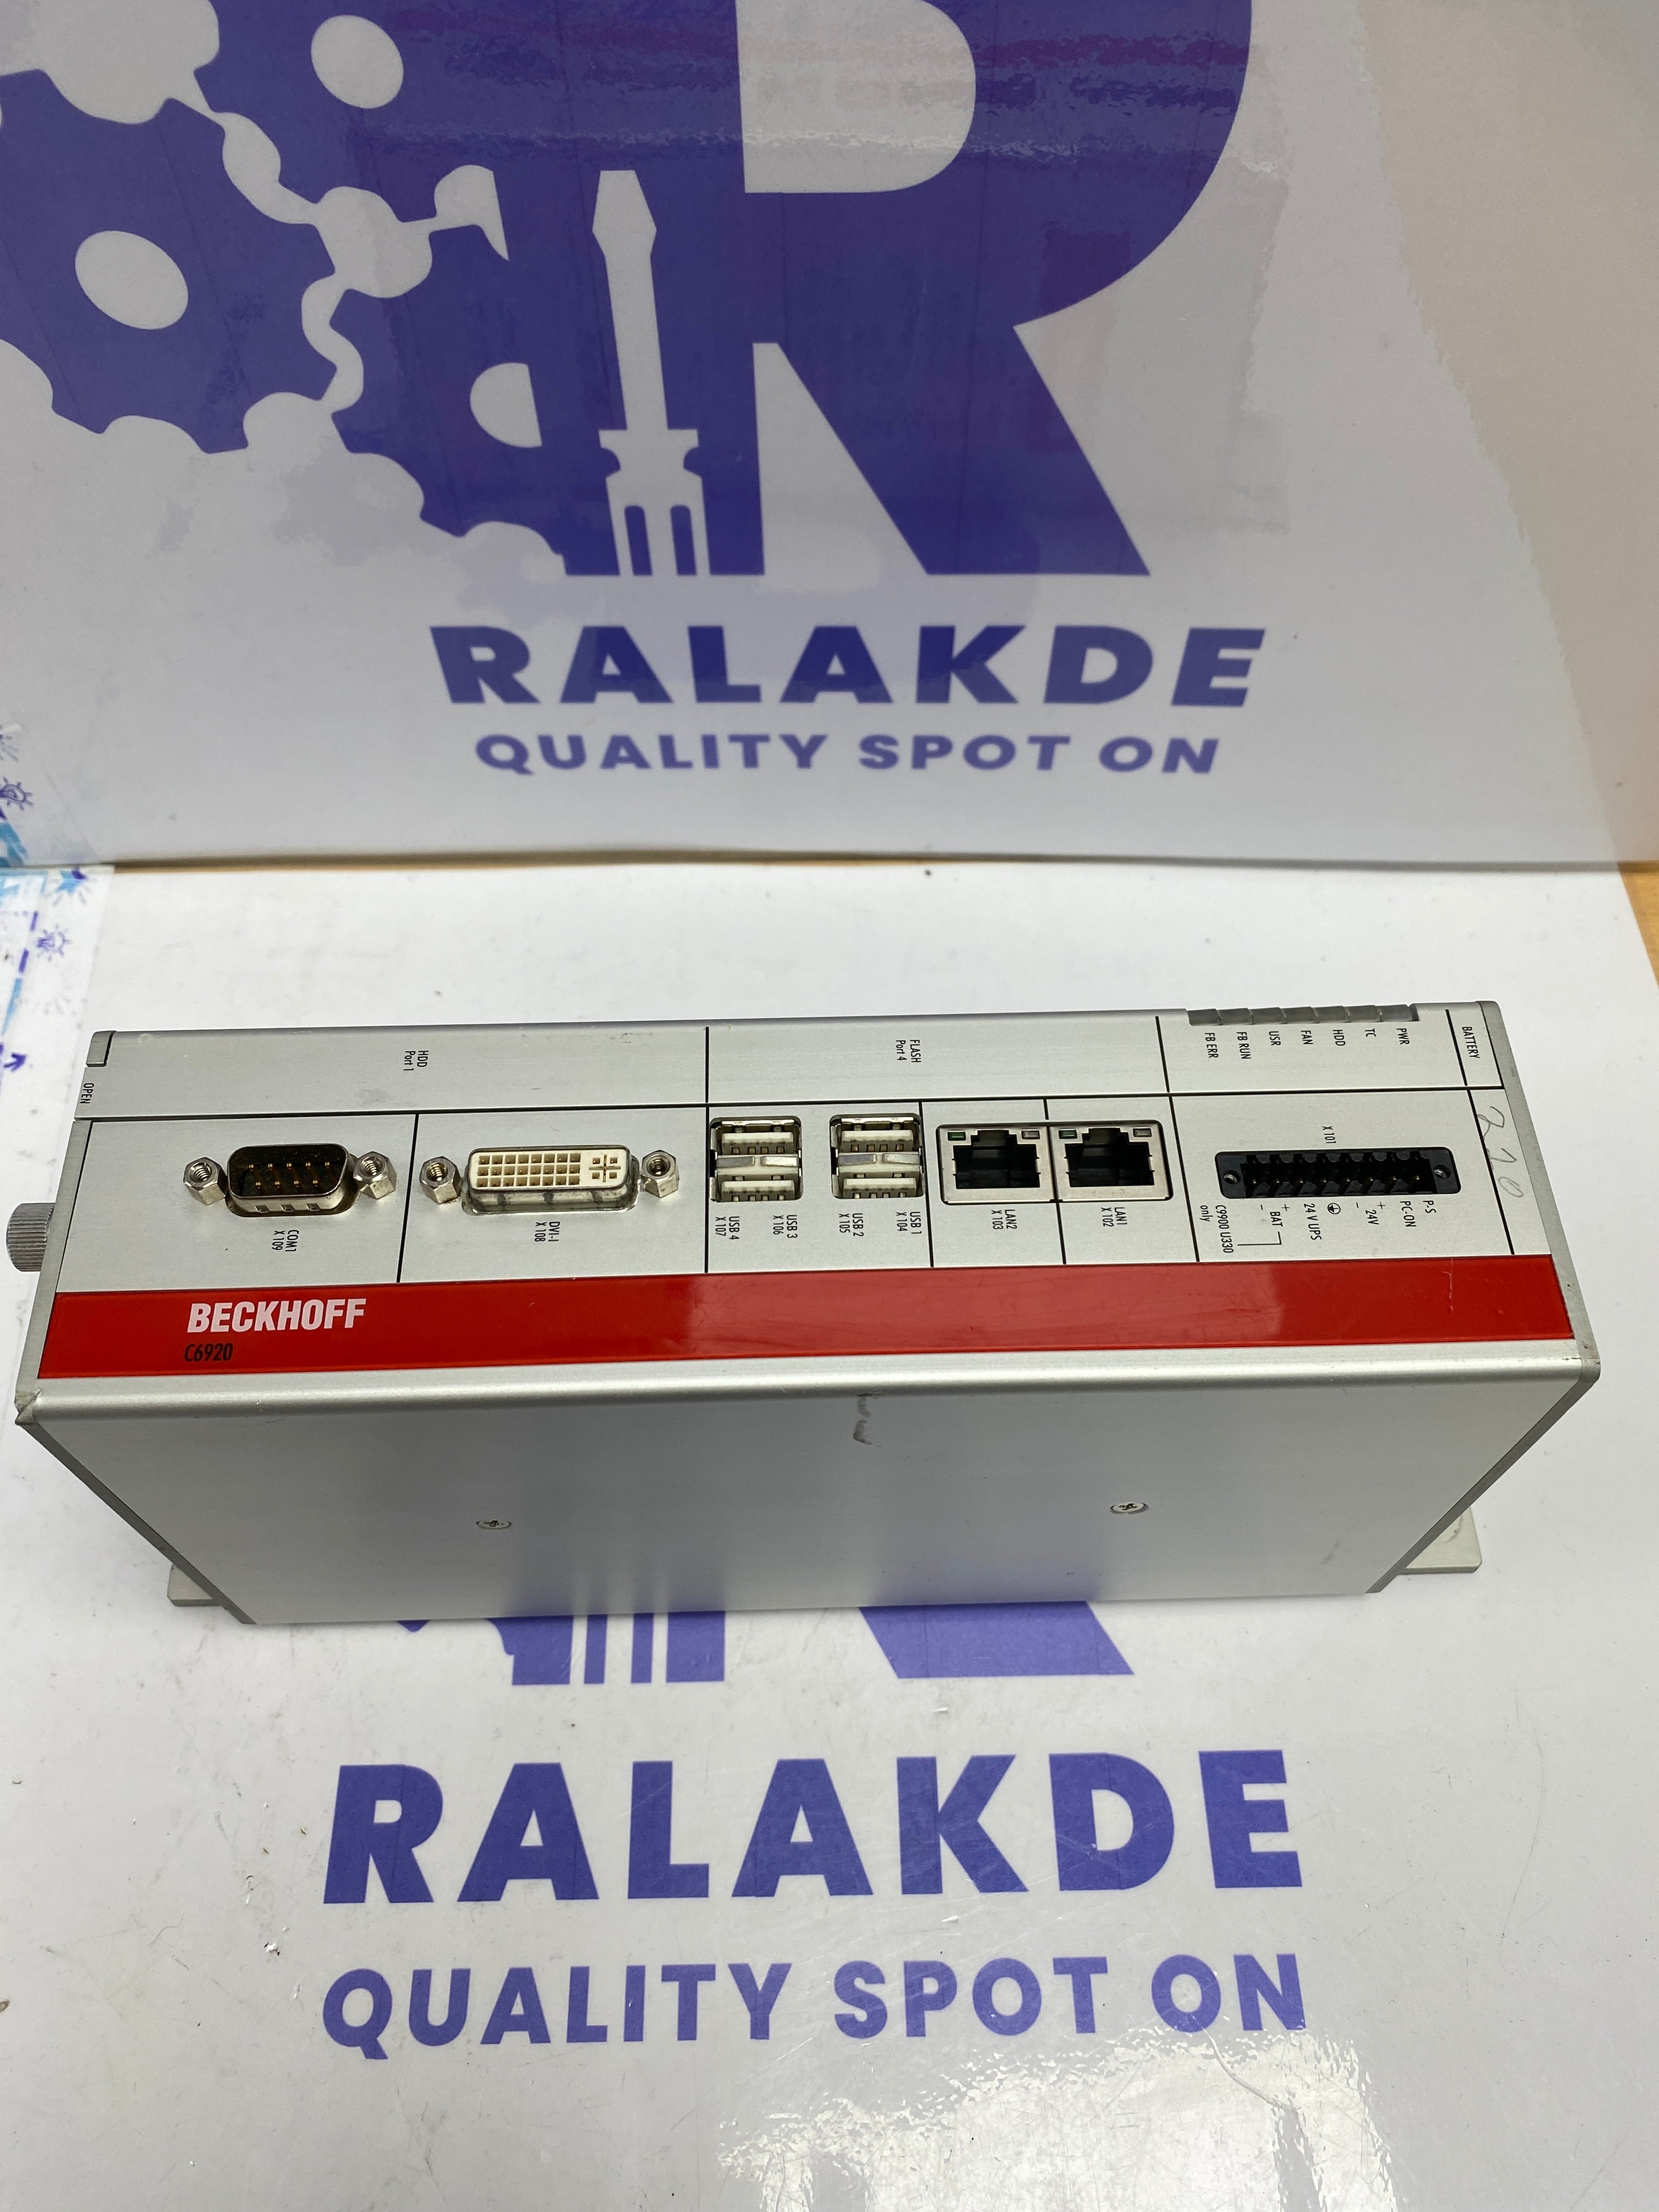 RALAKDE
QUALITY SPOT ON
HDD
Port 1
FLASH
Port 4
FB ERR
FB RUN
USR
FAN
HDD
TC
PWR
BATTERY
OPEN
COM1
X 109
DVI-I
X 108
USB 4
X 107
USB 3
X 106
USB 2
X 105
USB 1
X 104
LAN2
X 103
LAN1
X 102
X 101
C9900 U330
only
− BAT +
24 V UPS
− 24V +
PC-ON
P-S
BECKHOFF
C6920
RALAKDE
QUALITY SPOT ON